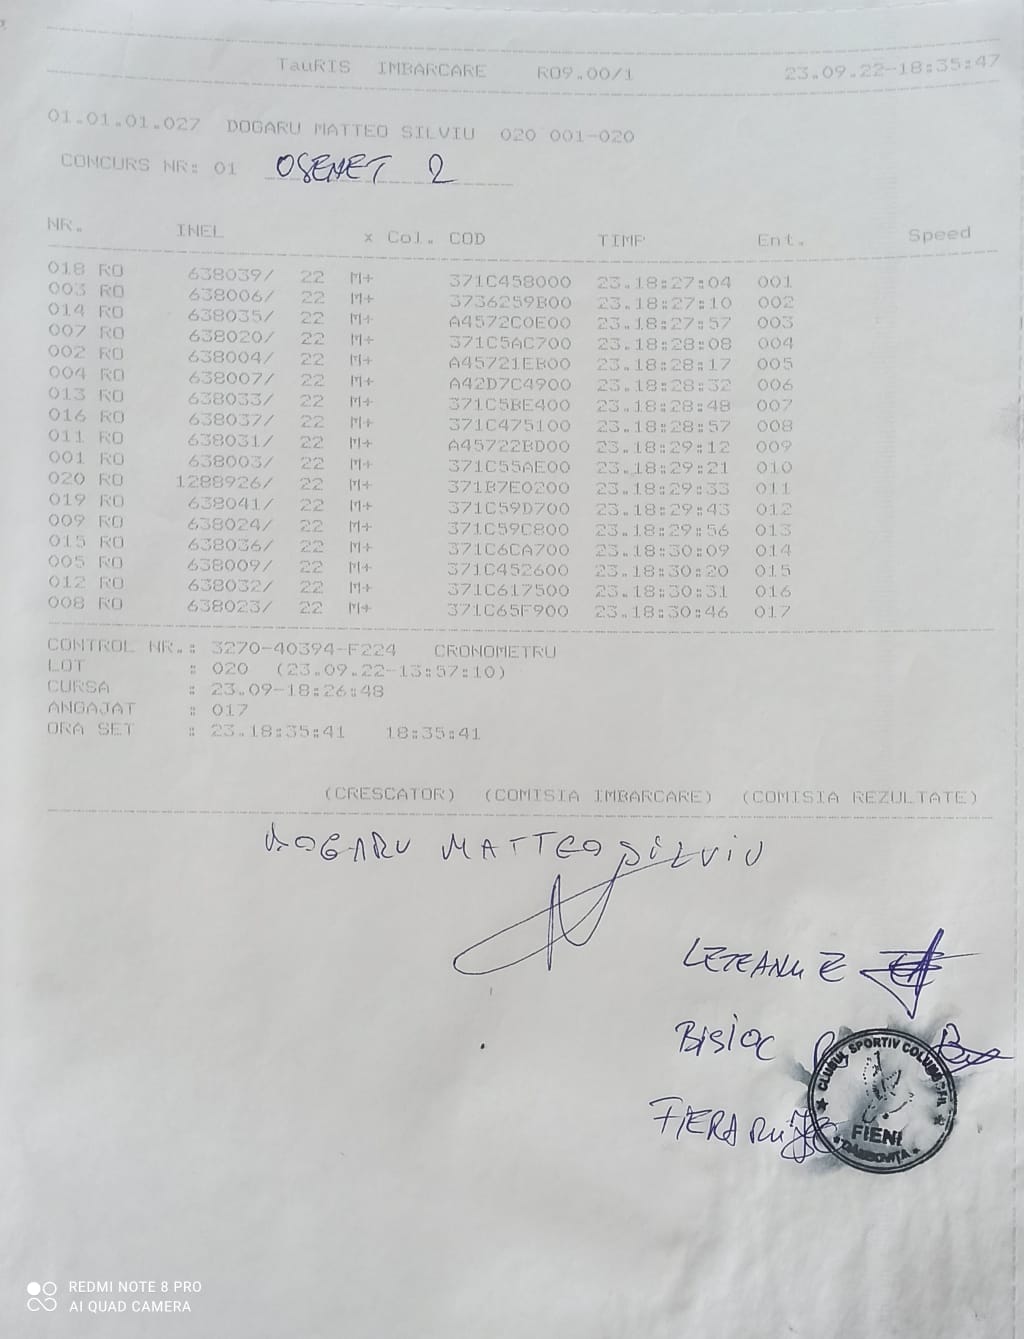 TauRIS IMBARCARE RO9.00/1 23.09.22-18:35:47
01.01.01.027 DOGARU MATTEO SILVIU 020 001-020
CONCURS NR: 01 OSENET 2
NR. INEL x Col. COD TIMP Ent. Speed
018 RO 638039/ 22 M+ 371C458000 23.18:27:04 001
003 RO 638006/ 22 M+ 3736259B00 23.18:27:10 002
014 RO 638035/ 22 M+ A4572C0E00 23.18:27:57 003
007 RO 638020/ 22 M+ 371C5AC700 23.18:28:08 004
002 RO 638004/ 22 M+ A45721EB00 23.18:28:17 005
004 RO 638007/ 22 M+ A42D7C4900 23.18:28:32 006
013 RO 638033/ 22 M+ 371C5BE400 23.18:28:48 007
016 RO 638037/ 22 M+ 371C475100 23.18:28:57 008
011 RO 638031/ 22 M+ A45722BD00 23.18:29:12 009
001 RO 638003/ 22 M+ 371C55AE00 23.18:29:21 010
020 RO 1288926/ 22 M+ 371B7E0200 23.18:29:33 011
019 RO 638041/ 22 M+ 371C59D700 23.18:29:43 012
009 RO 638024/ 22 M+ 371C59C800 23.18:29:56 013
015 RO 638036/ 22 M+ 371C6CA700 23.18:30:09 014
005 RO 638009/ 22 M+ 371C452600 23.18:30:20 015
012 RO 638032/ 22 M+ 371C617500 23.18:30:31 016
008 RO 638023/ 22 M+ 371C65F900 23.18:30:46 017
CONTROL NR.: 3270-40394-F224 CRONOMETRU
LOT : 020 (23.09.22-13:57:10)
CURSA : 23.09-18:26:48
ANGAJAT : 017
ORA SET : 23.18:35:41 18:35:41
(CRESCATOR) (COMISIA IMBARCARE) (COMISIA REZULTATE)
DOGARU MATTEO SILVIU
LETEANU E
BISIOC
FIERARU
CLUBUL SPORTIV COLUMBOFIL
FIENI
DAMBOVIȚA
REDMI NOTE 8 PRO
AI QUAD CAMERA